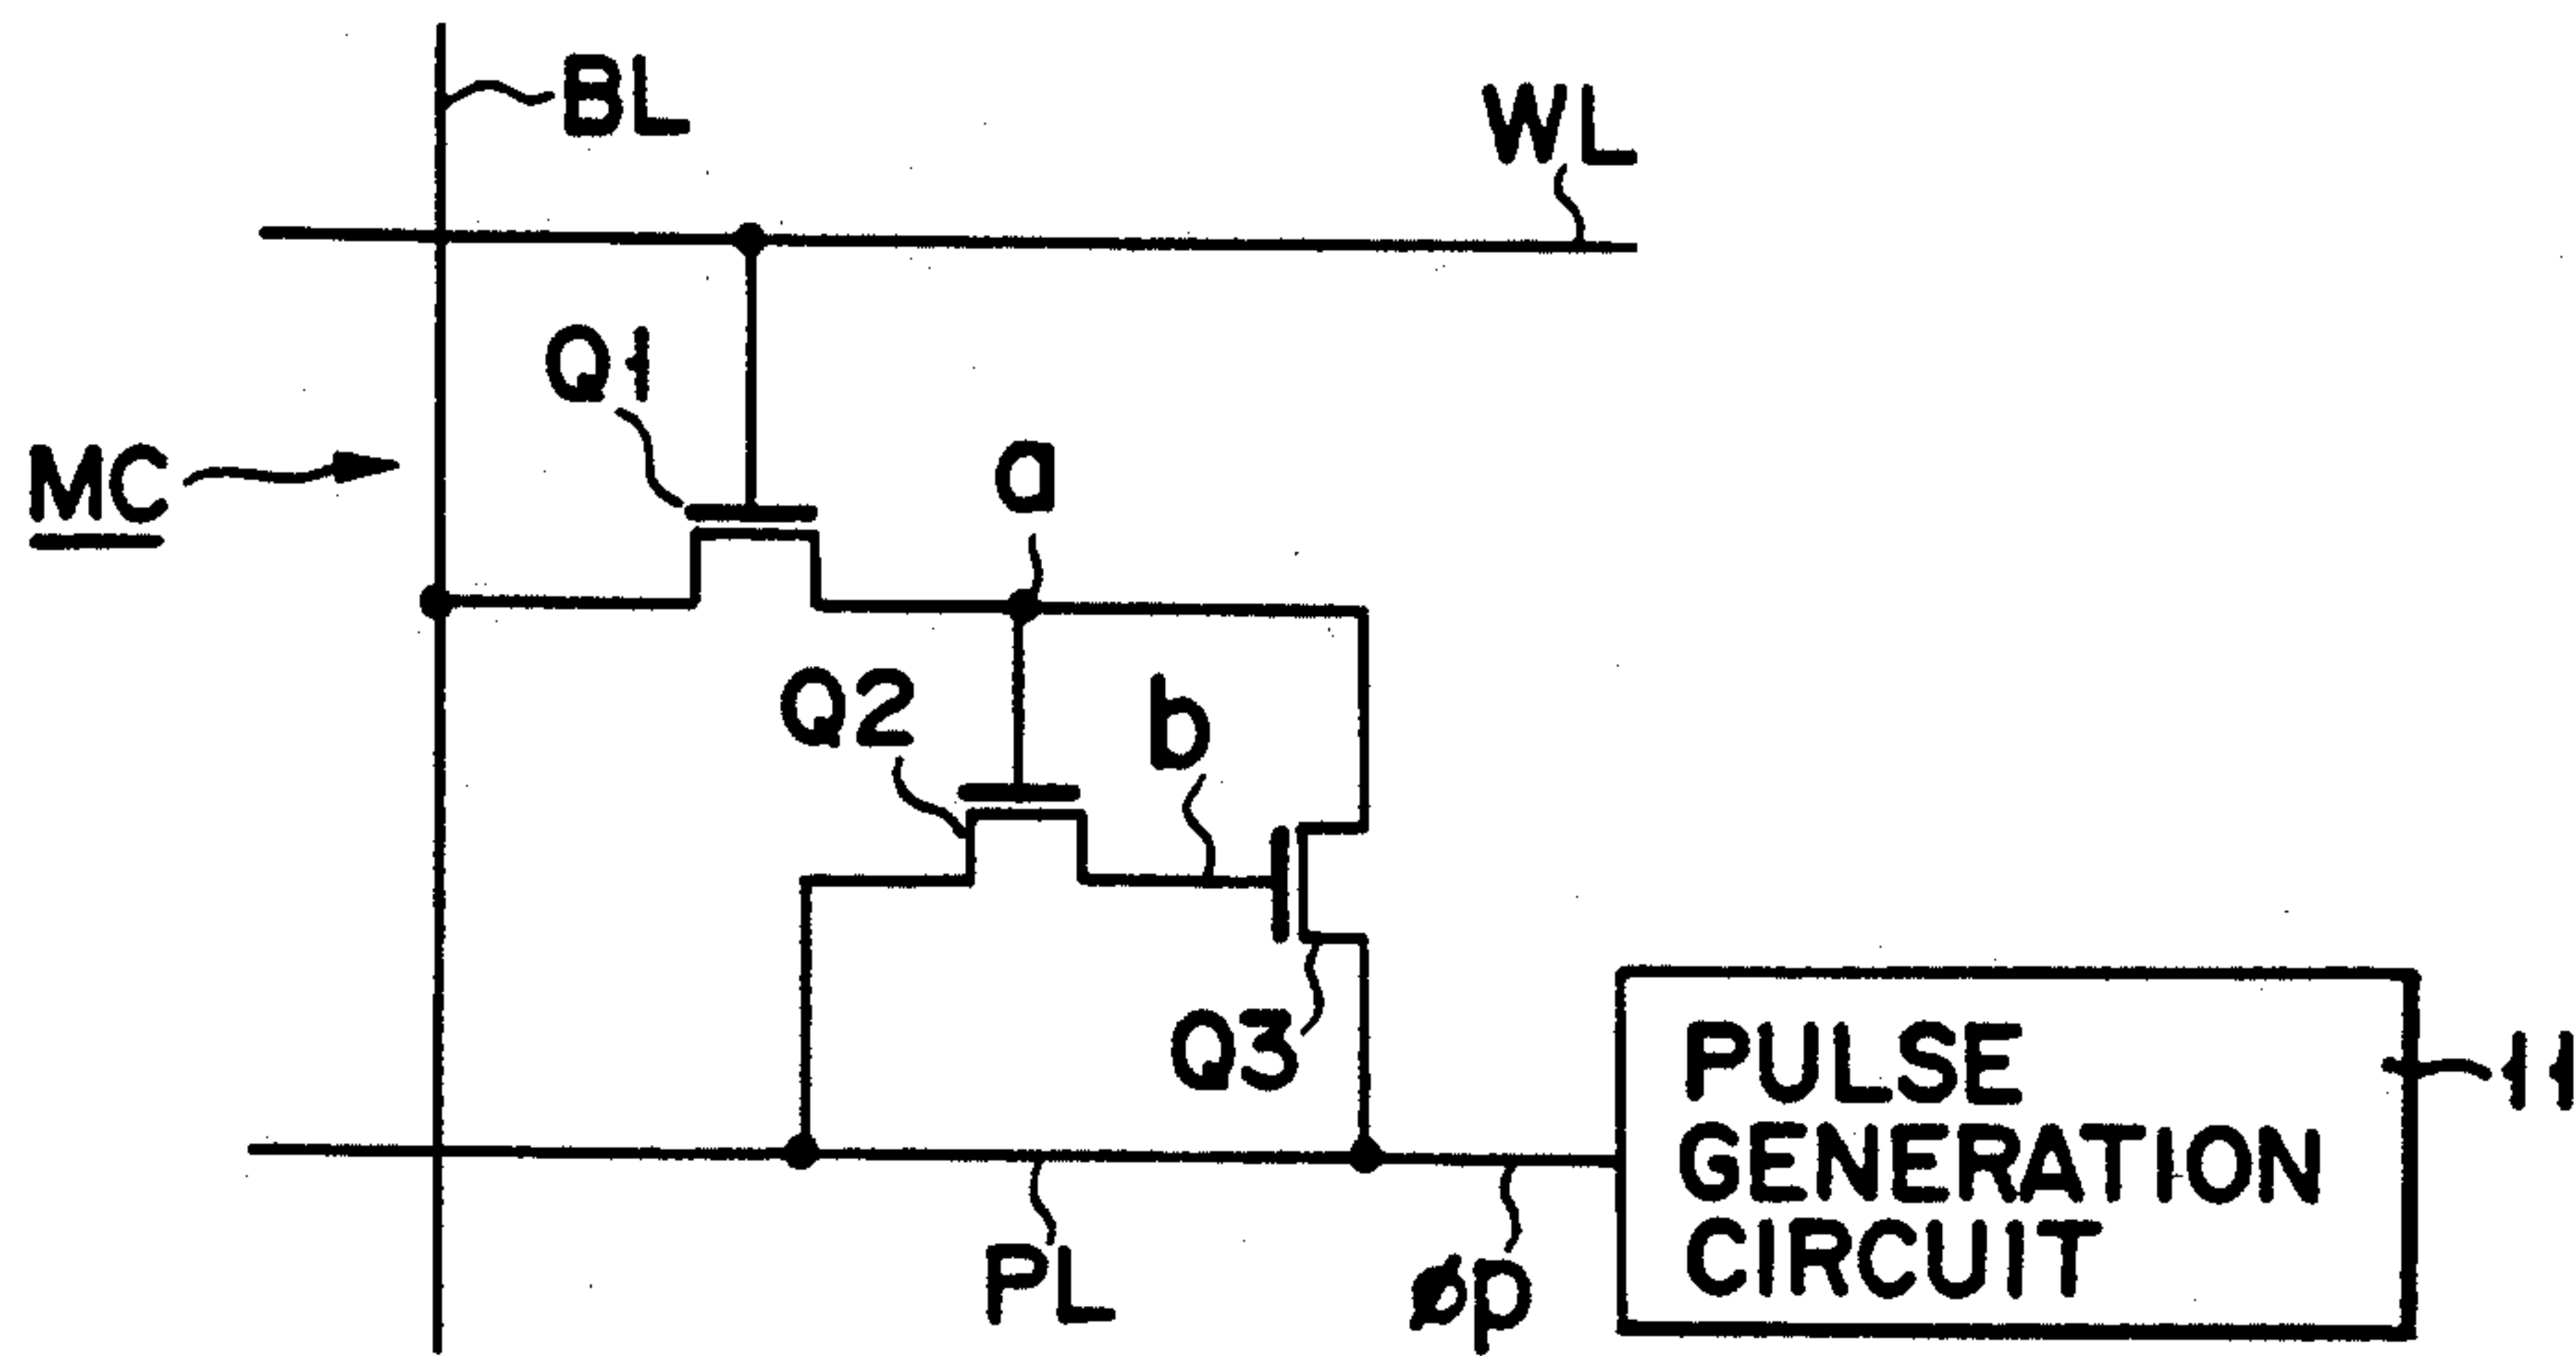 BL
WL
Q1
MC
a
Q2
b
Q3
PULSE
GENERATION
CIRCUIT
11
PL
øp